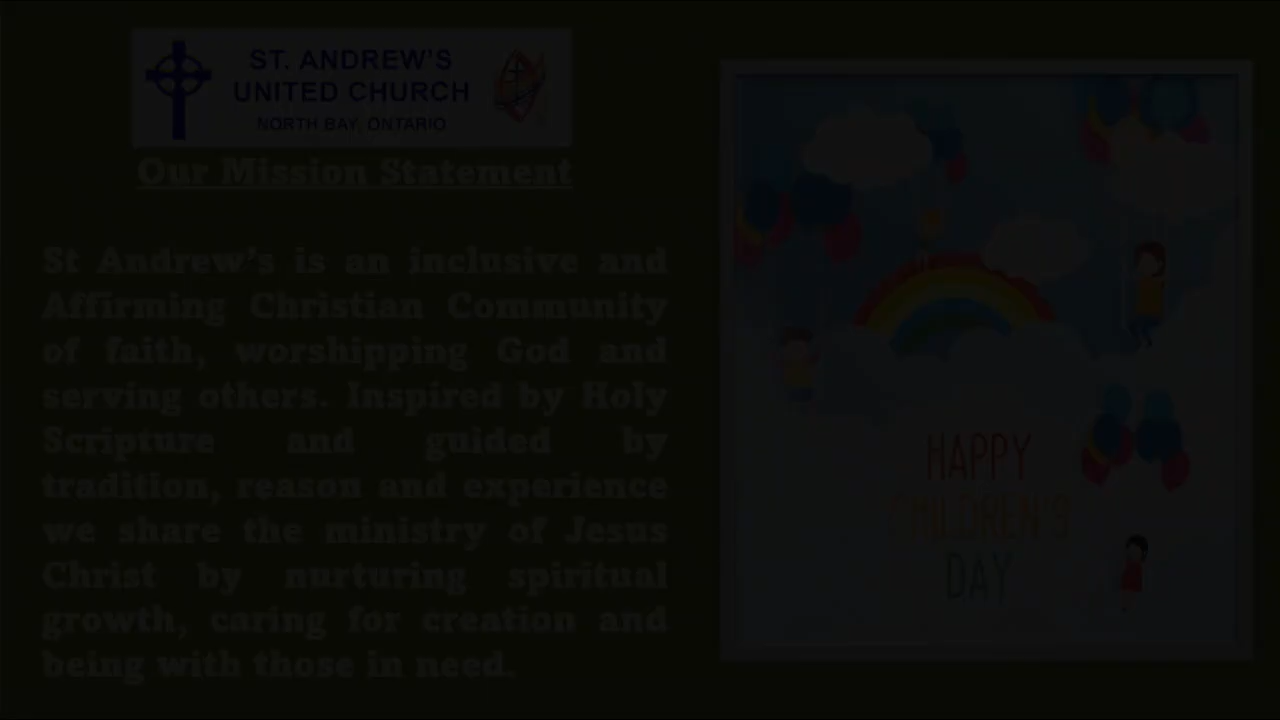 ST. ANDREW'S
UNITED CHURCH
NORTH BAY, ONTARIO
Our Mission Statement
St Andrew's is an inclusive and
Affirming Christian Community
of faith, worshipping God and
serving others. Inspired by Holy
Scripture and guided by
tradition, reason and experience
we share the ministry of Jesus
Christ by nurturing spiritual
growth, caring for creation and
being with those in need.
HAPPY
CHILDREN'S
DAY